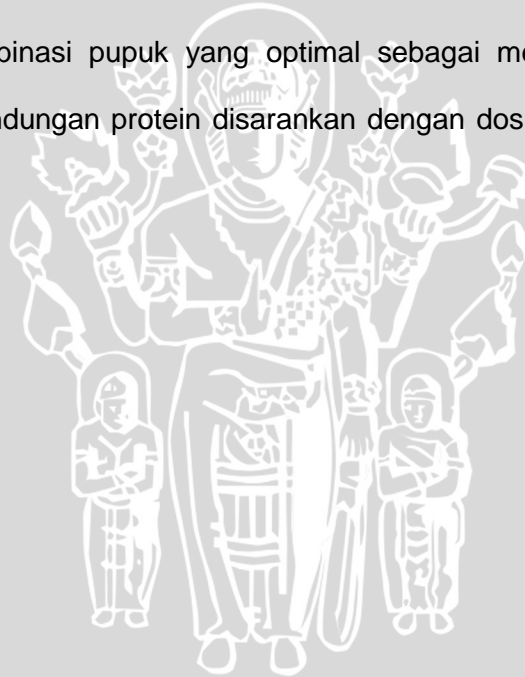 binasi pupuk yang optimal sebagai me
ndungan protein disarankan dengan dos